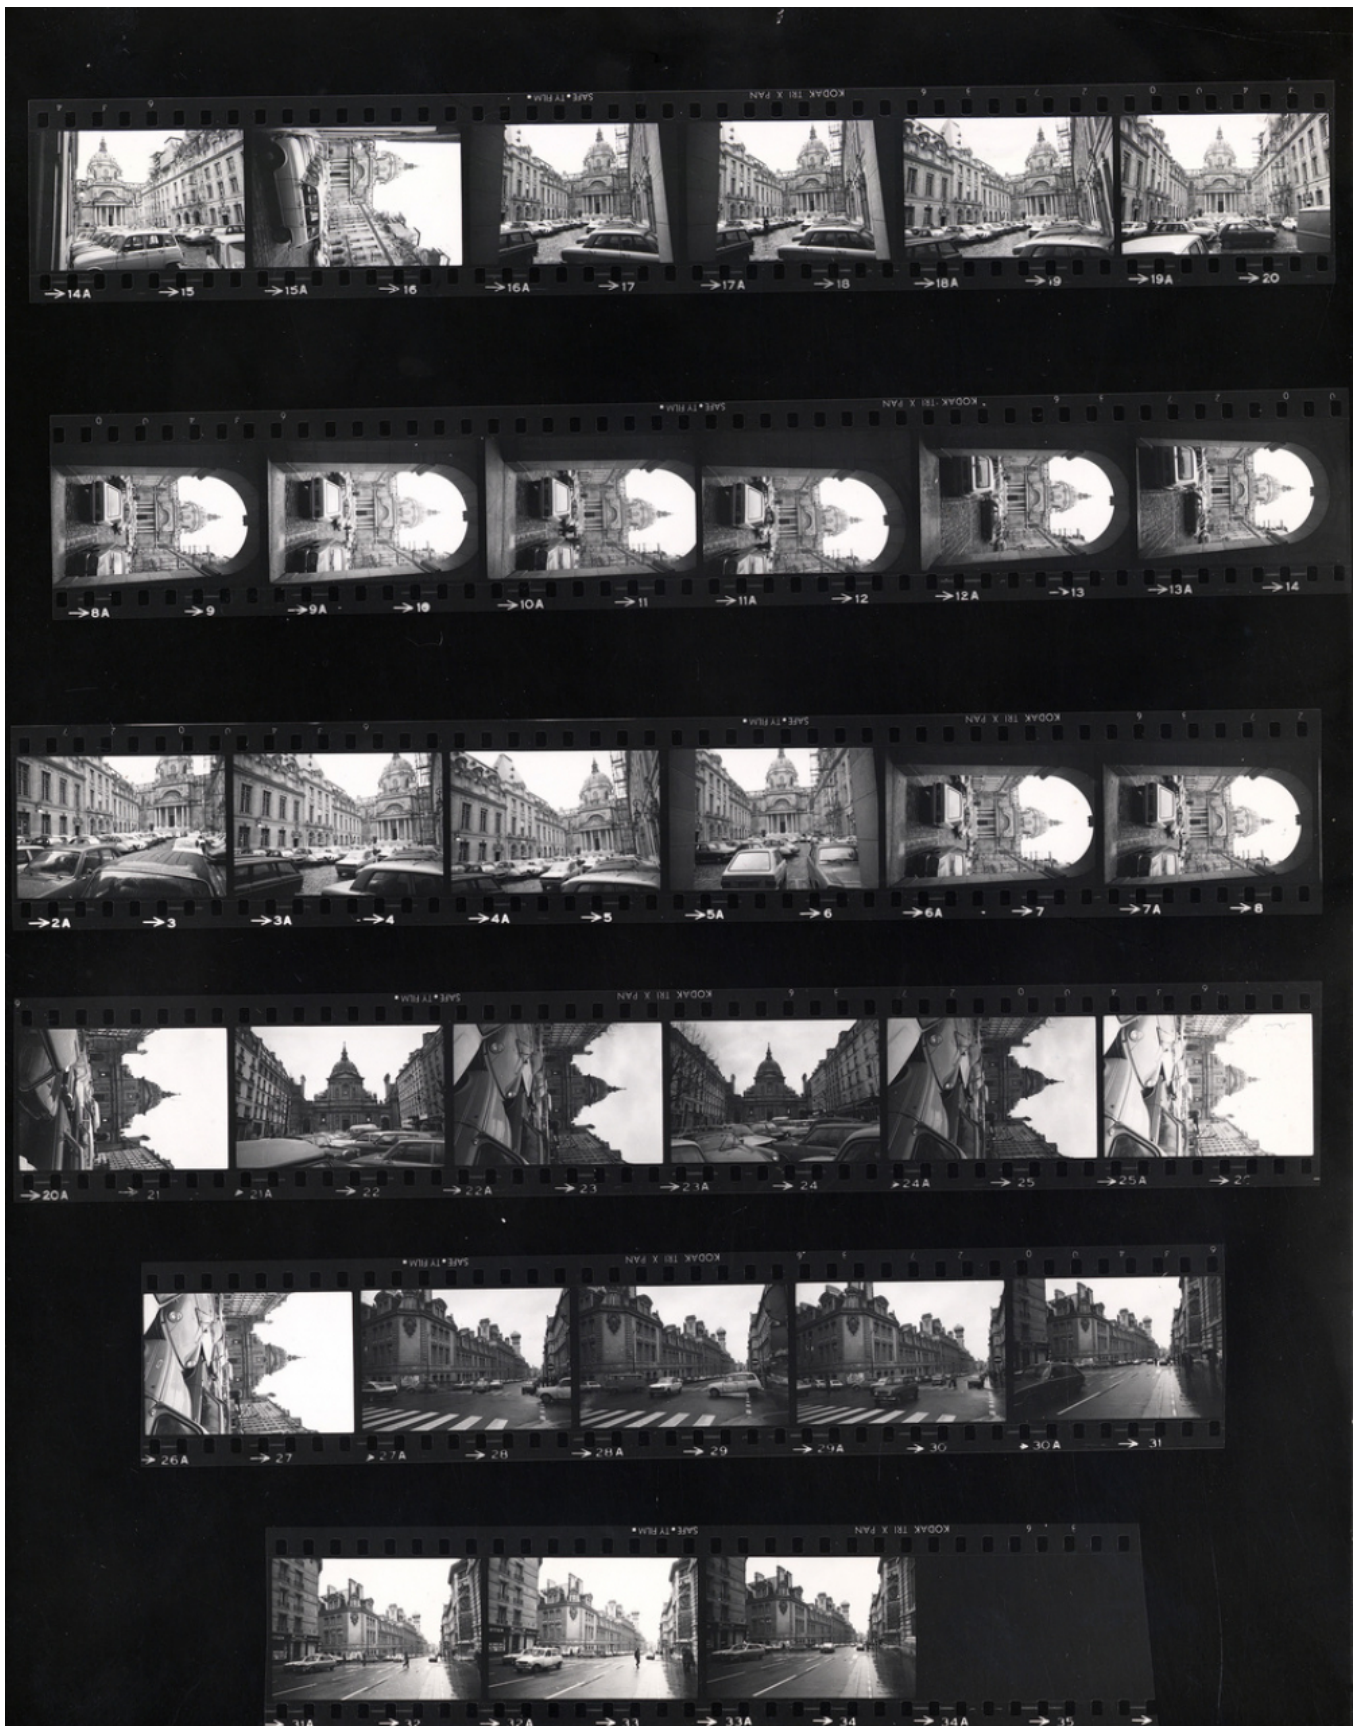 SAFE·TY FILM KODAK TRI X PAN
→14A →15 →15A →16 →16A →17 →17A →18 →18A →19 →19A →20
SAFE·TY FILM KODAK TRI X PAN
→8A →9 →9A →10 →10A →11 →11A →12 →12A →13 →13A →14
SAFE·TY FILM KODAK TRI X PAN
→2A →3 →3A →4 →4A →5 →5A →6 →6A →7 →7A →8
SAFE·TY FILM KODAK TRI X PAN
→20A →21 →21A →22 →22A →23 →23A →24 →24A →25 →25A
SAFE·TY FILM KODAK TRI X PAN
→26A →27 →27A →28 →28A →29 →29A →30 →30A →31
SAFE·TY FILM KODAK TRI X PAN
→31A →32 →32A →33 →33A →34 →34A →35